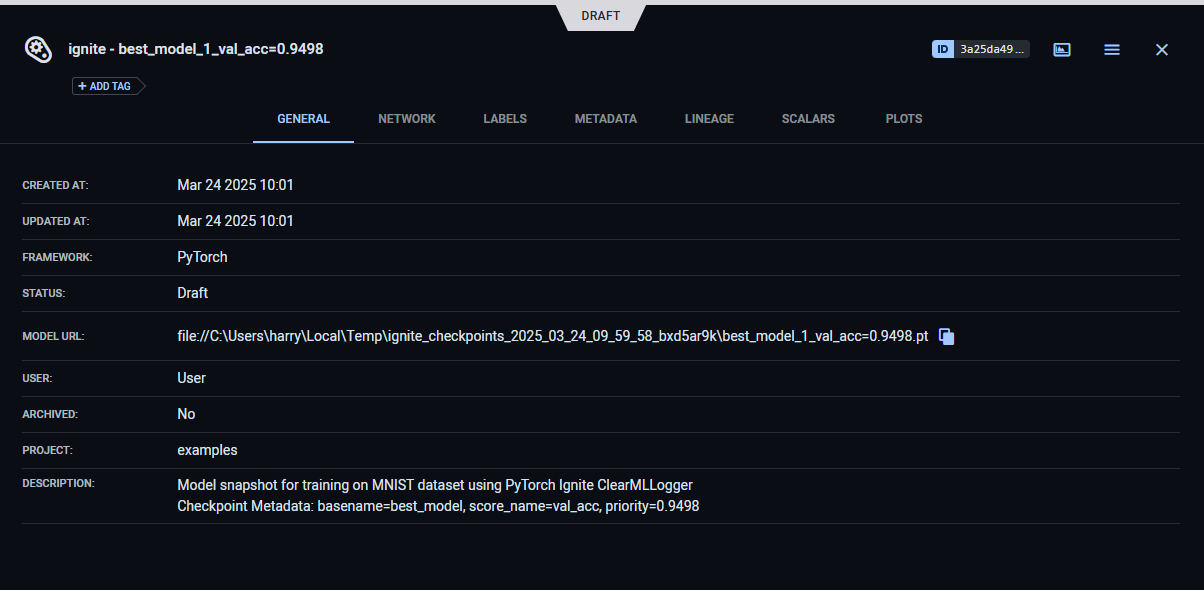 DRAFT
ignite - best_model_1_val_acc=0.9498
ID 3a25da49...
+ ADD TAG
GENERAL NETWORK LABELS METADATA LINEAGE SCALARS PLOTS
CREATED AT: Mar 24 2025 10:01
UPDATED AT: Mar 24 2025 10:01
FRAMEWORK: PyTorch
STATUS: Draft
MODEL URL: file://C:\Users\harry\Local\Temp\ignite_checkpoints_2025_03_24_09_59_58_bxd5ar9k\best_model_1_val_acc=0.9498.pt
USER: User
ARCHIVED: No
PROJECT: examples
DESCRIPTION: Model snapshot for training on MNIST dataset using PyTorch Ignite ClearMLLogger
Checkpoint Metadata: basename=best_model, score_name=val_acc, priority=0.9498